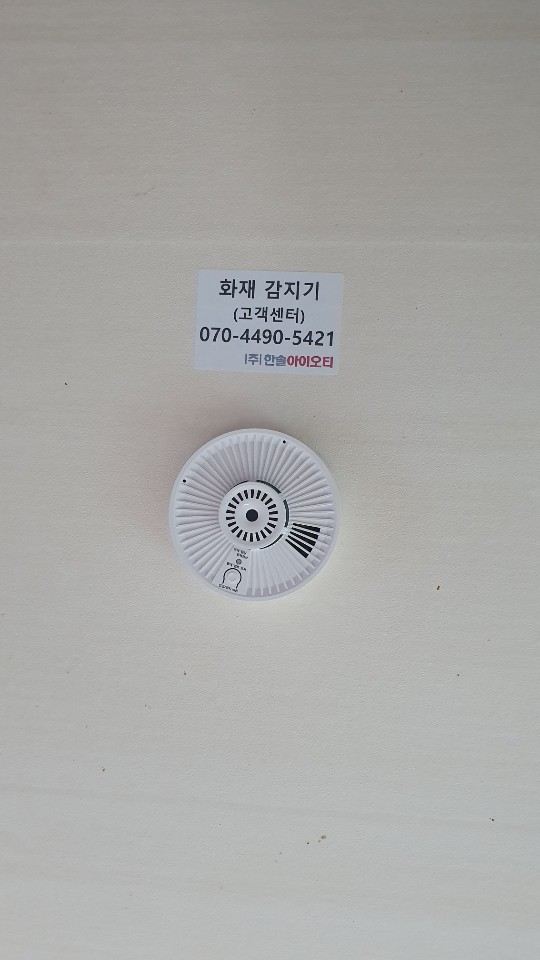 화재 감지기
(고객센터)
070-4490-5421
(주)한솔아이오티